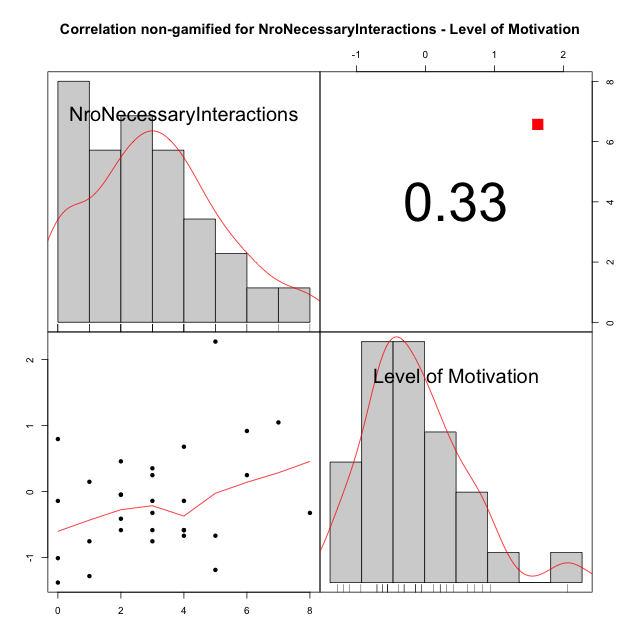 Correlation non-gamified for NroNecessaryInteractions - Level of Motivation
-1 0 1 2
NroNecessaryInteractions
0.33
8
6
4
2
0
Level of Motivation
2
1
0
-1
0 2 4 6 8